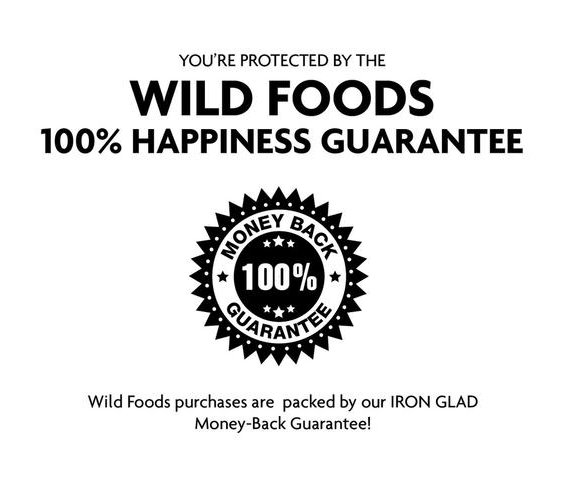 YOU'RE PROTECTED BY THE
WILD FOODS
100% HAPPINESS GUARANTEE
MONEY BACK
100%
GUARANTEE
Wild Foods purchases are packed by our IRON GLAD
Money-Back Guarantee!